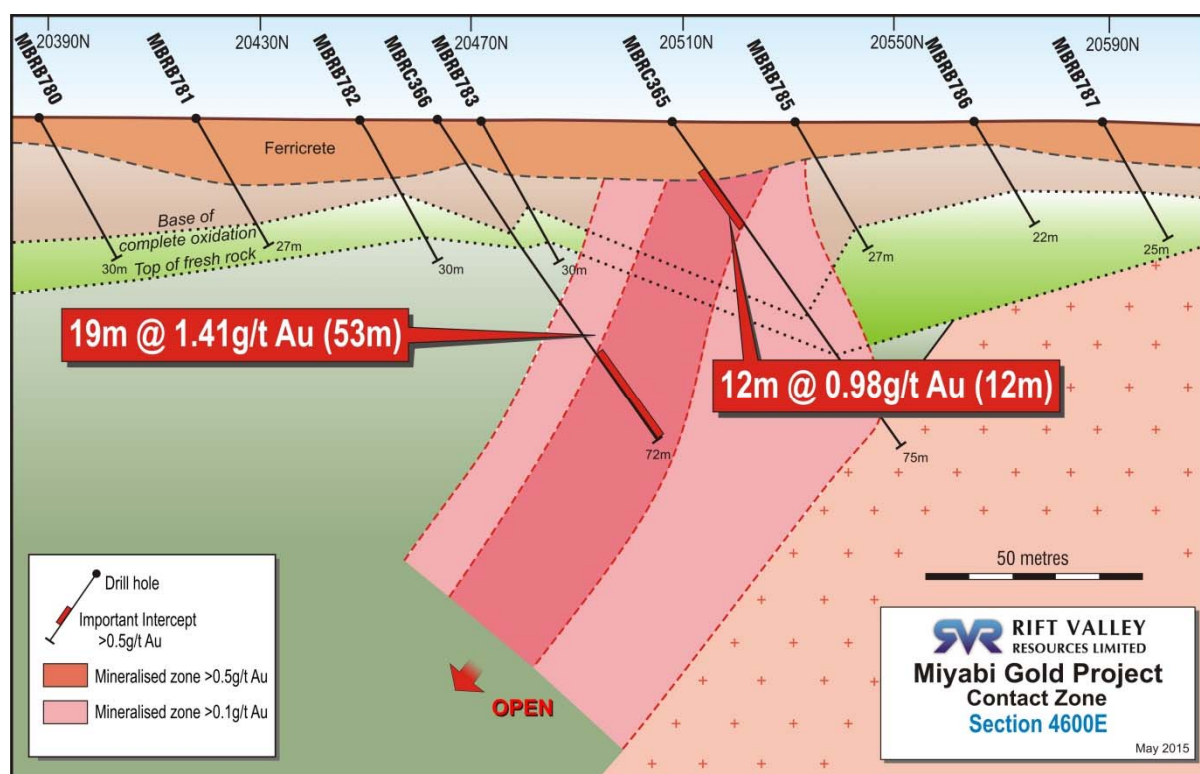 20390N
20430N
20470N
20510N
20550N
20590N
MBRB780
MBRB781
MBRB782
MBRC366
MBRB783
MBRC365
MBRB785
MBRB786
MBRB787
Ferricrete
Base of
complete oxidation
Top of fresh rock
30m
27m
30m
30m
27m
22m
25m
19m @ 1.41g/t Au (53m)
12m @ 0.98g/t Au (12m)
72m
75m
OPEN
Drill hole
Important Intercept
>0.5g/t Au
Mineralised zone >0.5g/t Au
Mineralised zone >0.1g/t Au
50 metres
SVR
RIFT VALLEY
RESOURCES LIMITED
Miyabi Gold Project
Contact Zone
Section 4600E
May 2015